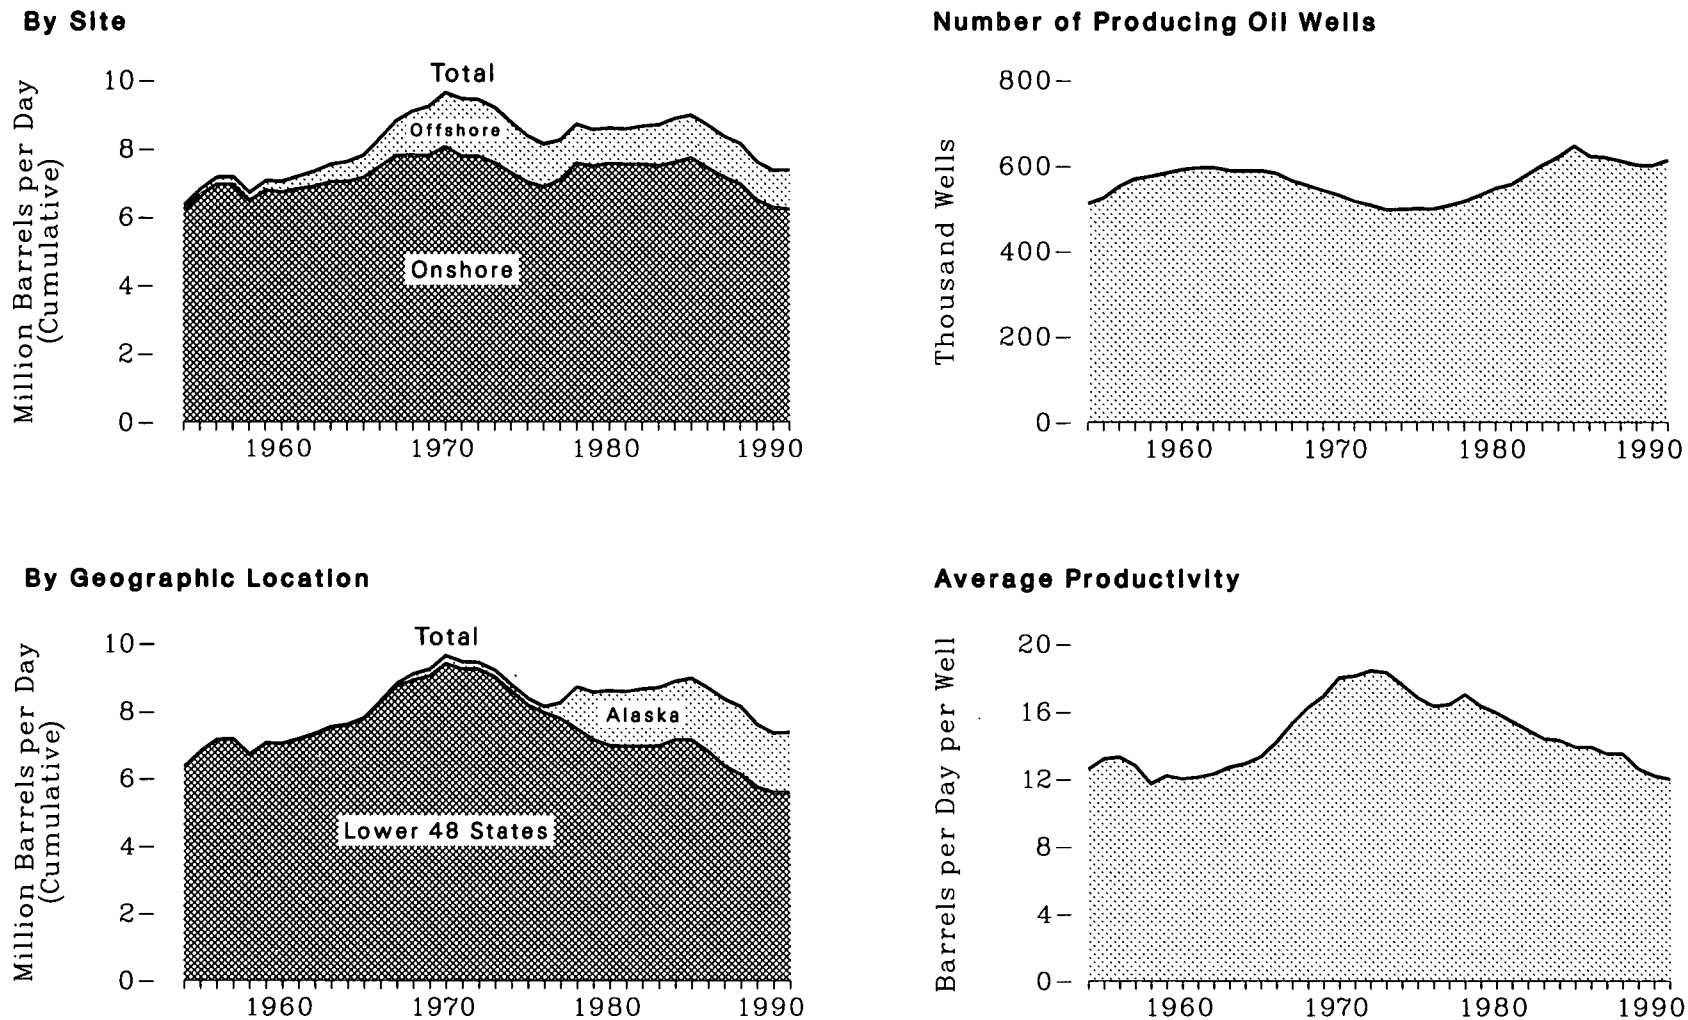 By Site
Million Barrels per Day
(Cumulative)
10
8
6
4
2
0
Total
Offshore
Onshore
1960 1970 1980 1990
Number of Producing Oil Wells
Thousand Wells
800
600
400
200
0
1960 1970 1980 1990
By Geographic Location
Million Barrels per Day
(Cumulative)
10
8
6
4
2
0
Total
Alaska
Lower 48 States
1960 1970 1980 1990
Average Productivity
Barrels per Day per Well
20
16
12
8
4
0
1960 1970 1980 1990